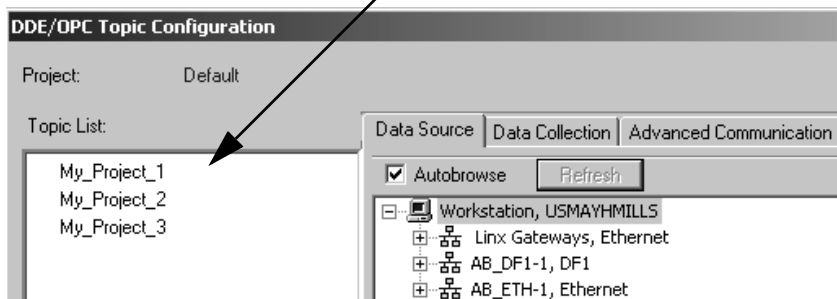 DDE/OPC Topic Configuration
Project: Default
Topic List:
My_Project_1
My_Project_2
My_Project_3
Data Source
Data Collection
Advanced Communication
Autobrowse
Refresh
Workstation, USMAYHMILLS
Linx Gateways, Ethernet
AB_DF1-1, DF1
AB_ETH-1, Ethernet